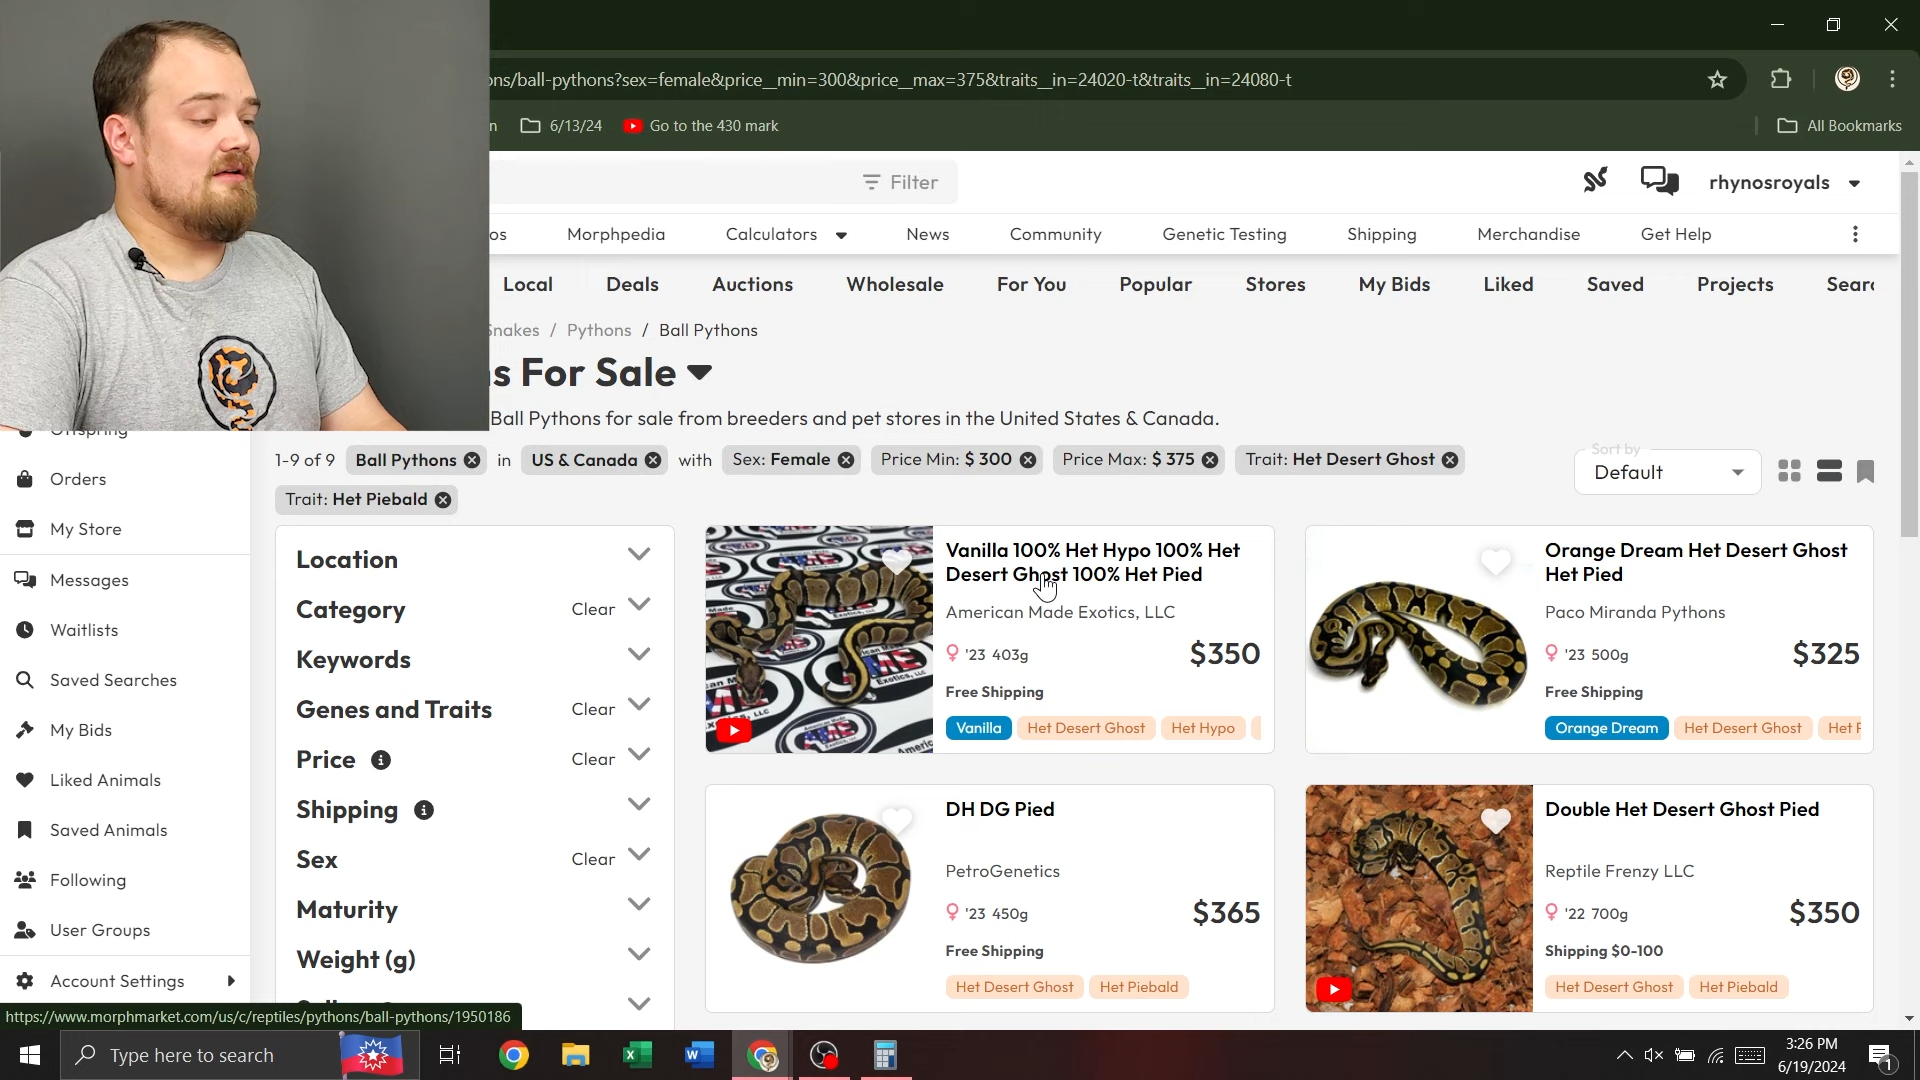 ons/ball-pythons?sex=female&price__min=300&price__max=375&traits__in=24020-t&traits__in=24080-t
n 6/13/24 Go to the 430 mark All Bookmarks
Filter rhynosroyals
os Morphpedia Calculators News Community Genetic Testing Shipping Merchandise Get Help
Local Deals Auctions Wholesale For You Popular Stores My Bids Liked Saved Projects Searc
Snakes / Pythons / Ball Pythons
s For Sale
Ball Pythons for sale from breeders and pet stores in the United States & Canada.
Offspring
Orders
My Store
Messages
Waitlists
Saved Searches
My Bids
Liked Animals
Saved Animals
Following
User Groups
Account Settings
1-9 of 9 Ball Pythons in US & Canada with Sex: Female Price Min: $ 300 Price Max: $ 375 Trait: Het Desert Ghost
Trait: Het Piebald
Sort by
Default
Location
Category Clear
Keywords
Genes and Traits Clear
Price Clear
Shipping
Sex Clear
Maturity
Weight (g)
Vanilla 100% Het Hypo 100% Het
Desert Ghost 100% Het Pied
American Made Exotics, LLC
'23 403g $350
Free Shipping
Vanilla Het Desert Ghost Het Hypo
Orange Dream Het Desert Ghost
Het Pied
Paco Miranda Pythons
'23 500g $325
Free Shipping
Orange Dream Het Desert Ghost Het P
DH DG Pied
PetroGenetics
'23 450g $365
Free Shipping
Het Desert Ghost Het Piebald
Double Het Desert Ghost Pied
Reptile Frenzy LLC
'22 700g $350
Shipping $0-100
Het Desert Ghost Het Piebald
https://www.morphmarket.com/us/c/reptiles/pythons/ball-pythons/1950186
Type here to search
3:26 PM
6/19/2024
1